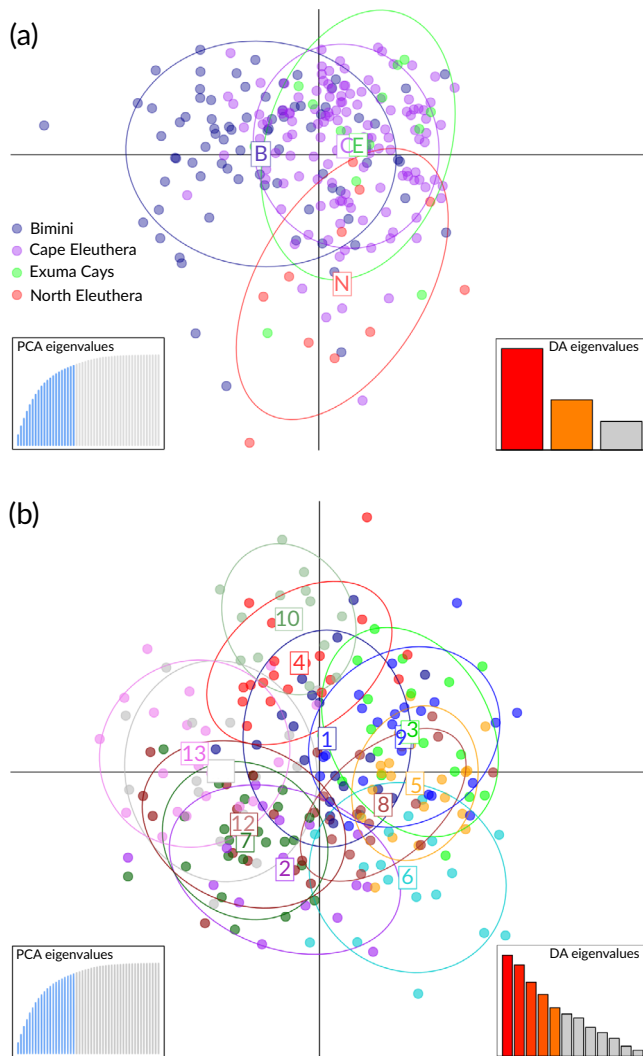 (a)
C E
B
Bimini
Cape Eleuthera
Exuma Cays
North Eleuthera
N
PCA eigenvalues
DA eigenvalues
(b)
10
4
1
3
9
13
5
8
12
7
2
6
PCA eigenvalues
DA eigenvalues